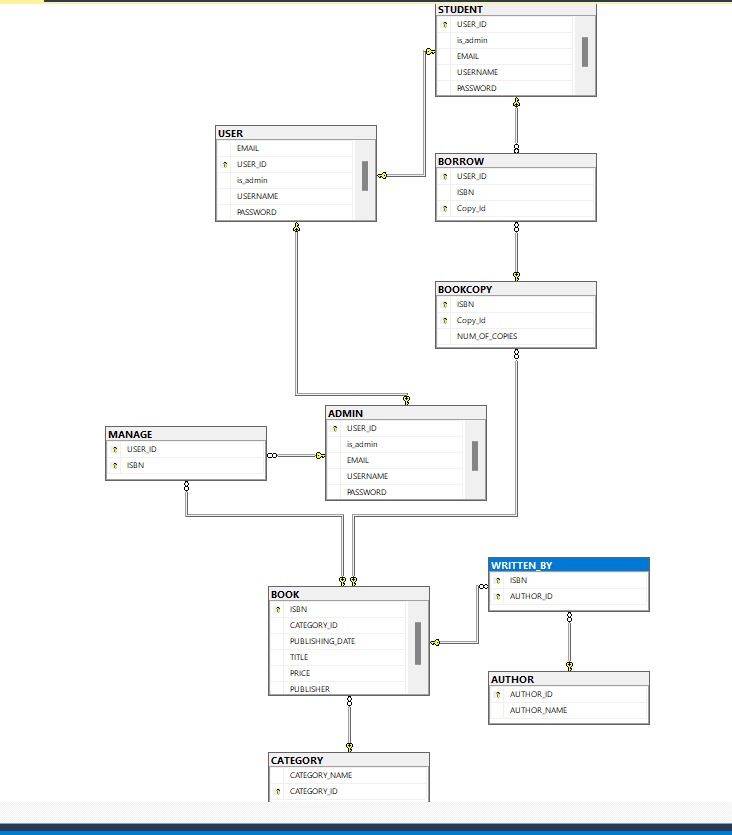 STUDENT
USER_ID
is_admin
EMAIL
USERNAME
PASSWORD
USER
EMAIL
USER_ID
is_admin
USERNAME
PASSWORD
BORROW
USER_ID
ISBN
Copy_Id
BOOKCOPY
ISBN
Copy_Id
NUM_OF_COPIES
ADMIN
USER_ID
is_admin
EMAIL
USERNAME
PASSWORD
MANAGE
USER_ID
ISBN
BOOK
ISBN
CATEGORY_ID
PUBLISHING_DATE
TITLE
PRICE
PUBLISHER
WRITTEN_BY
ISBN
AUTHOR_ID
AUTHOR
AUTHOR_ID
AUTHOR_NAME
CATEGORY
CATEGORY_NAME
CATEGORY_ID